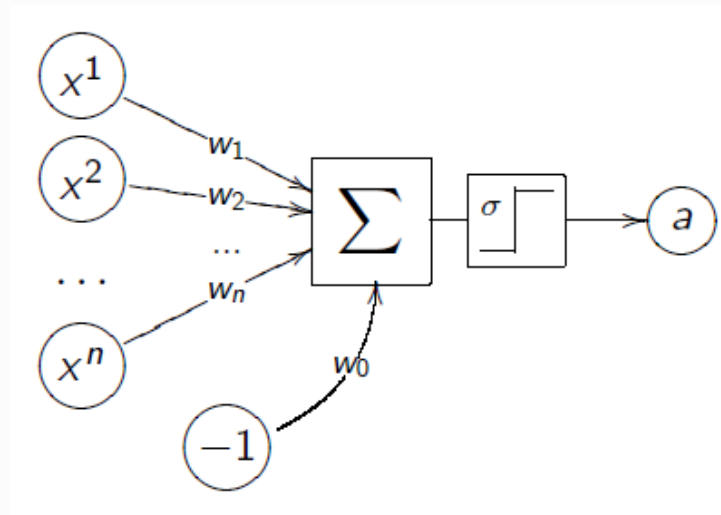 x¹
w₁
x²
w₂
∑
σ
a
...
...
wₙ
xⁿ
w₀
−1